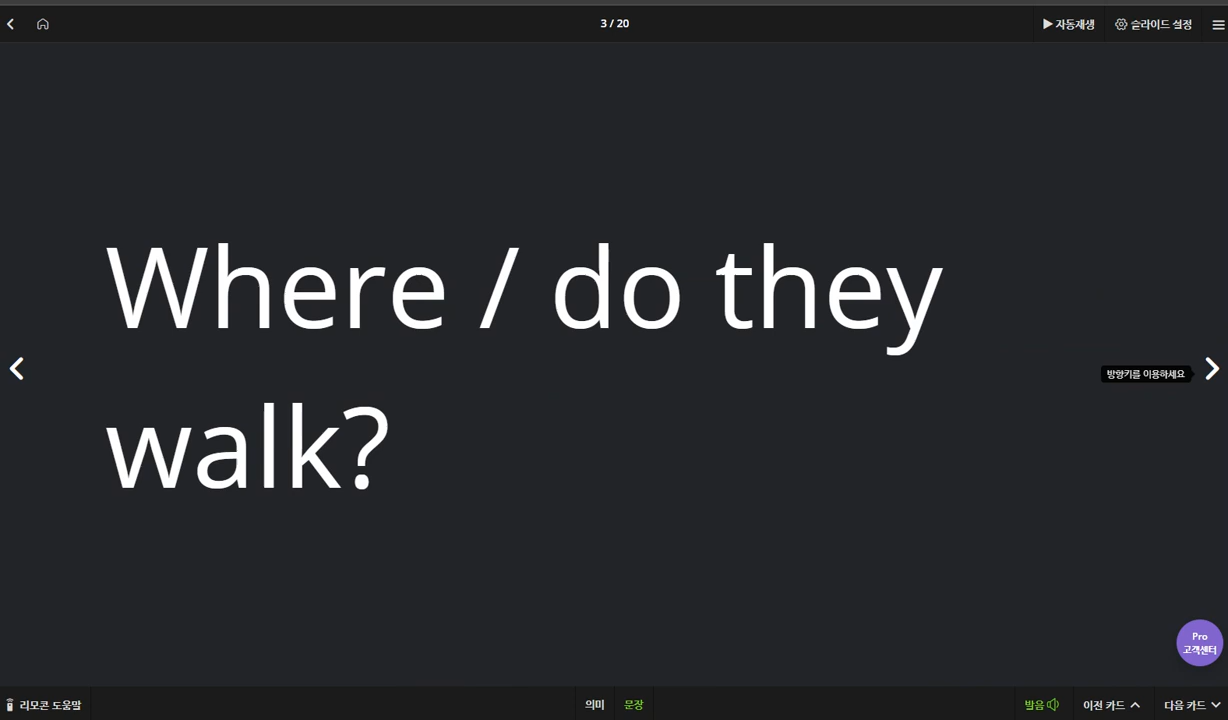 3 / 20
자동재생
슬라이드 설정
Where / do they
walk?
방향키를 이용하세요
Pro
고객센터
리모콘 도움말
의미
문장
발음
이전 카드
다음 카드